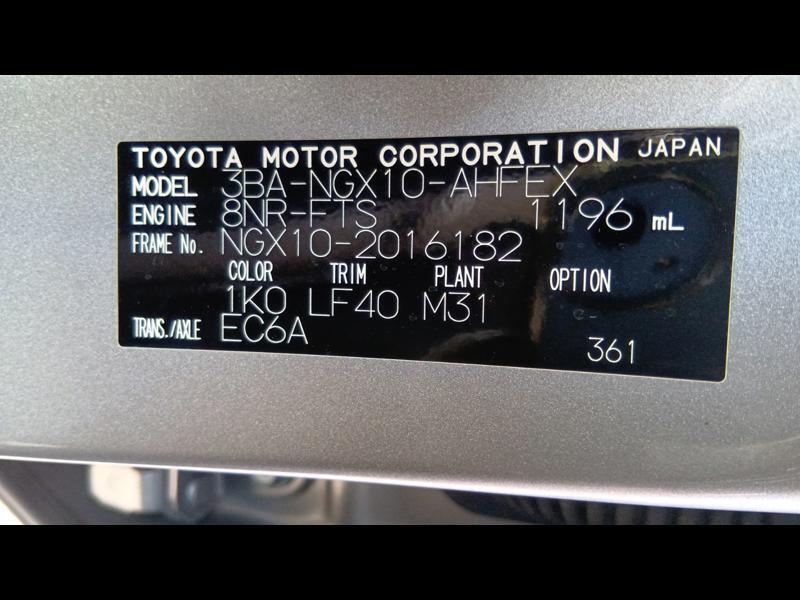 TOYOTA MOTOR CORPORATION JAPAN
MODEL 3BA-NGX10-AHFEX
ENGINE 8NR-FTS 1196 mL
FRAME No. NGX10-2016182
COLOR TRIM PLANT OPTION
1K0 LF40 M31
TRANS./AXLE EC6A
361